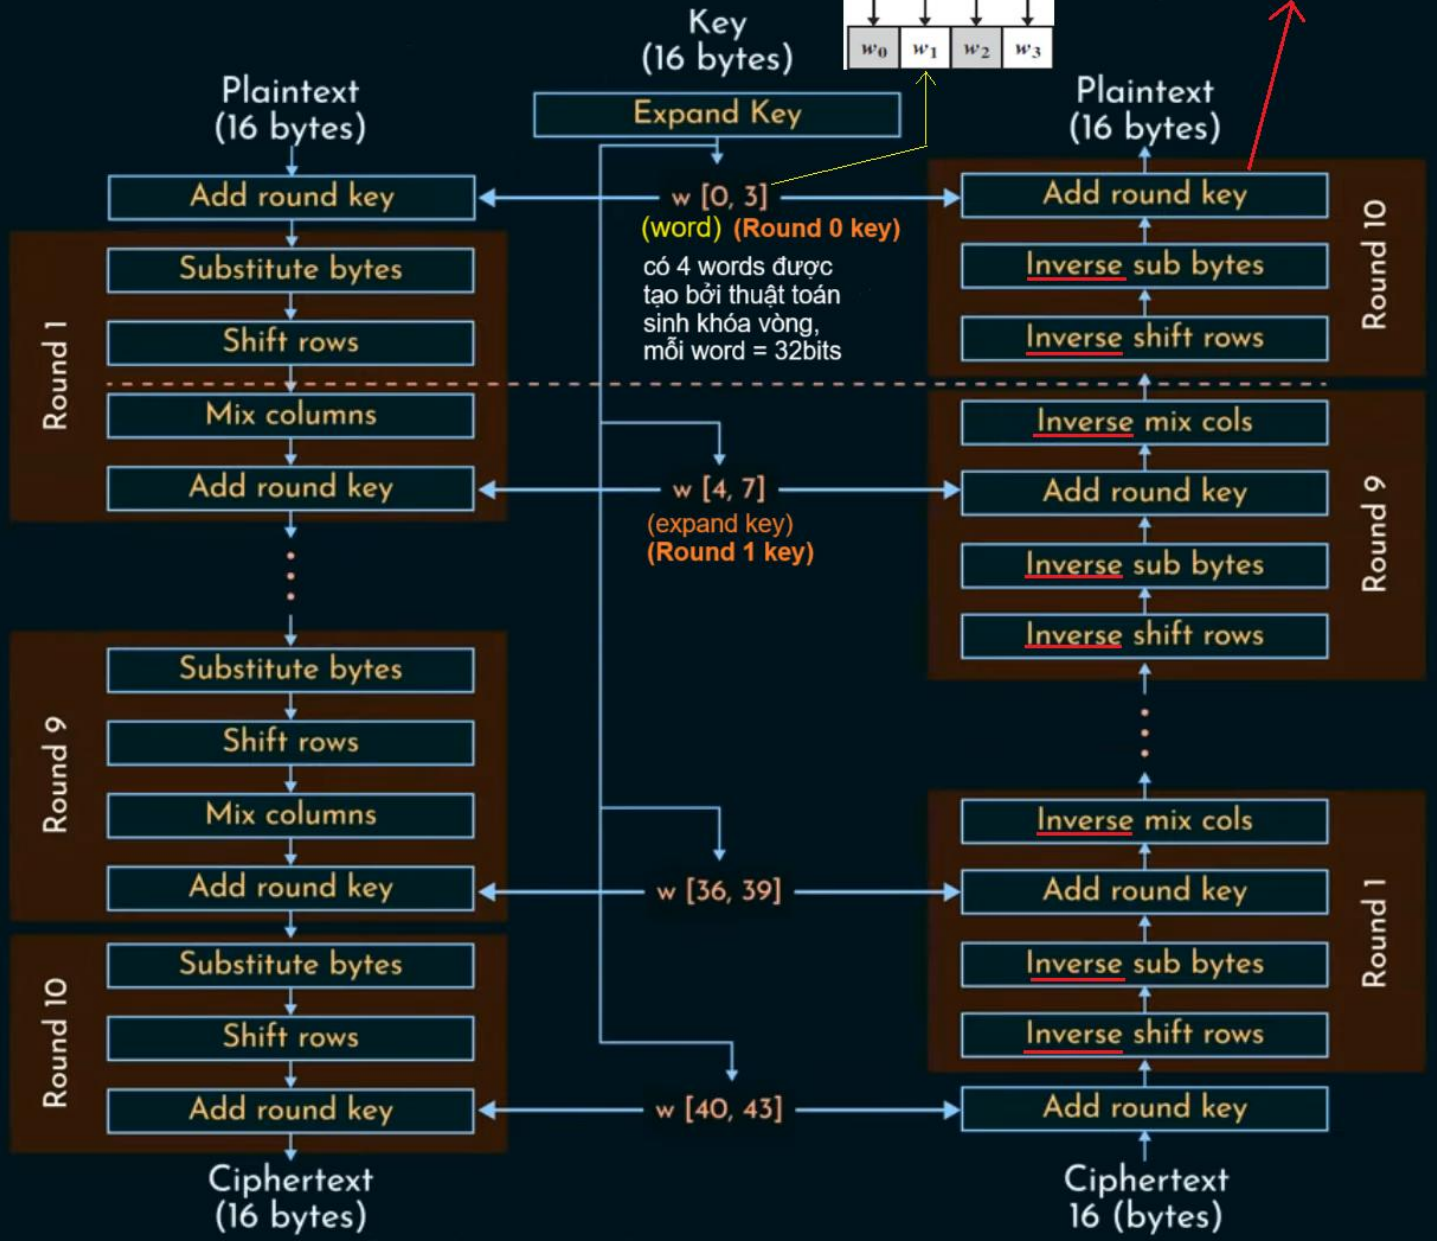 Key
(16 bytes)
w0 w1 w2 w3
Plaintext
(16 bytes)
Expand Key
Plaintext
(16 bytes)
Add round key
w [0, 3]
(word) (Round 0 key)
có 4 words được
tạo bởi thuật toán
sinh khóa vòng,
mỗi word = 32bits
Add round key
Inverse sub bytes
Inverse shift rows
Round 10
Round 1
Substitute bytes
Shift rows
Mix columns
Add round key
w [4, 7]
(expand key)
(Round 1 key)
Inverse mix cols
Add round key
Inverse sub bytes
Inverse shift rows
Round 9
Round 9
Substitute bytes
Shift rows
Mix columns
Add round key
w [36, 39]
Inverse mix cols
Add round key
Inverse sub bytes
Inverse shift rows
Round 1
Round 10
Substitute bytes
Shift rows
Add round key
w [40, 43]
Add round key
Ciphertext
(16 bytes)
Ciphertext
16 (bytes)